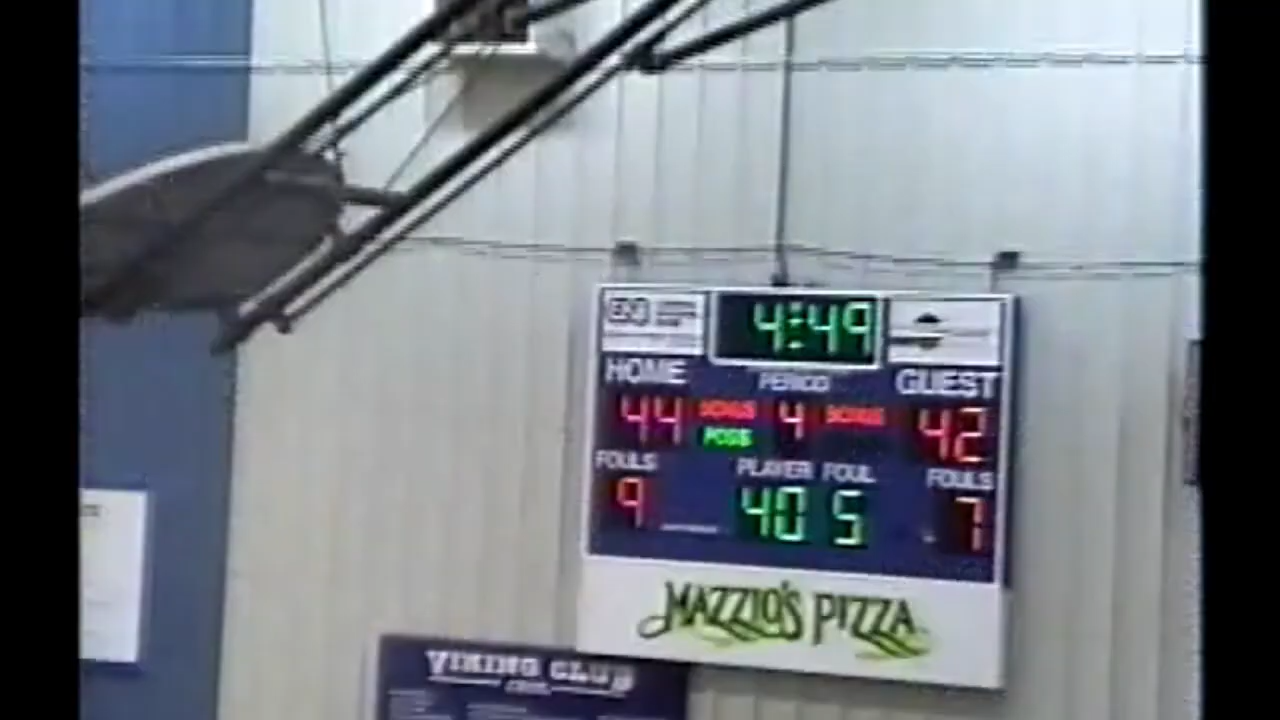 4:49
HOME PERIOD GUEST
44 BONUS 4 BONUS 42
POSS
FOULS PLAYER FOUL FOULS
9 40 5 7
MAZZIO'S PIZZA
VIKING CLUB